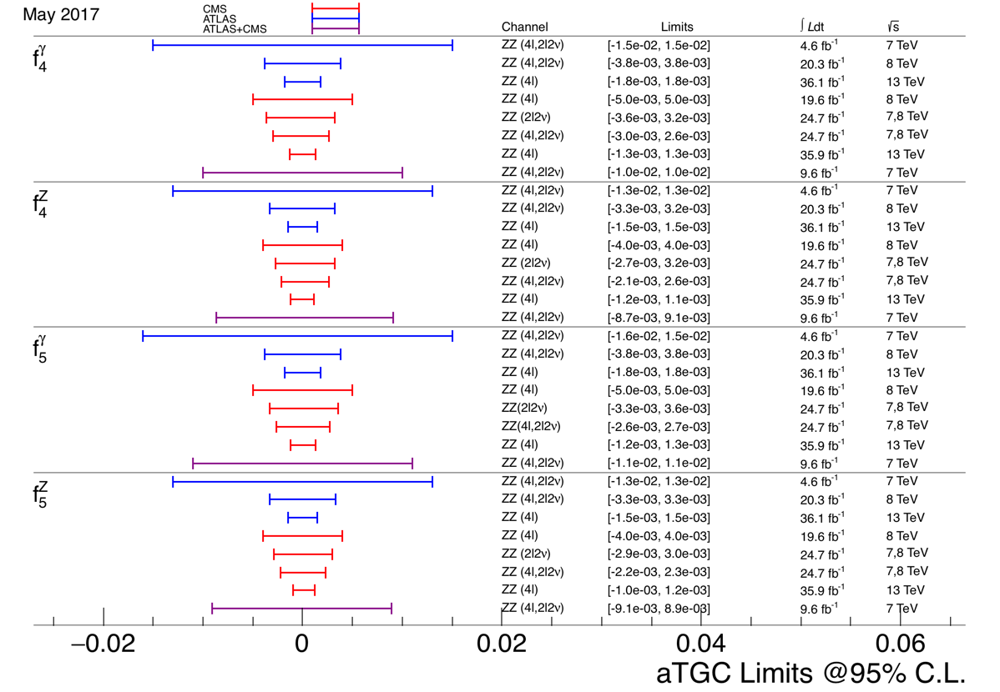 May 2017
CMS
ATLAS
ATLAS+CMS
Channel Limits ∫ Ldt √s
f₄^γ
ZZ (4l,2l2ν) [-1.5e-02, 1.5e-02] 4.6 fb⁻¹ 7 TeV
ZZ (4l,2l2ν) [-3.8e-03, 3.8e-03] 20.3 fb⁻¹ 8 TeV
ZZ (4l) [-1.8e-03, 1.8e-03] 36.1 fb⁻¹ 13 TeV
ZZ (4l) [-5.0e-03, 5.0e-03] 19.6 fb⁻¹ 8 TeV
ZZ (2l2ν) [-3.6e-03, 3.2e-03] 24.7 fb⁻¹ 7,8 TeV
ZZ (4l,2l2ν) [-3.0e-03, 2.6e-03] 24.7 fb⁻¹ 7,8 TeV
ZZ (4l) [-1.3e-03, 1.3e-03] 35.9 fb⁻¹ 13 TeV
ZZ (4l,2l2ν) [-1.0e-02, 1.0e-02] 9.6 fb⁻¹ 7 TeV
f₄^Z
ZZ (4l,2l2ν) [-1.3e-02, 1.3e-02] 4.6 fb⁻¹ 7 TeV
ZZ (4l,2l2ν) [-3.3e-03, 3.2e-03] 20.3 fb⁻¹ 8 TeV
ZZ (4l) [-1.5e-03, 1.5e-03] 36.1 fb⁻¹ 13 TeV
ZZ (4l) [-4.0e-03, 4.0e-03] 19.6 fb⁻¹ 8 TeV
ZZ (2l2ν) [-2.7e-03, 3.2e-03] 24.7 fb⁻¹ 7,8 TeV
ZZ (4l,2l2ν) [-2.1e-03, 2.6e-03] 24.7 fb⁻¹ 7,8 TeV
ZZ (4l) [-1.2e-03, 1.1e-03] 35.9 fb⁻¹ 13 TeV
ZZ (4l,2l2ν) [-8.7e-03, 9.1e-03] 9.6 fb⁻¹ 7 TeV
f₅^γ
ZZ (4l,2l2ν) [-1.6e-02, 1.5e-02] 4.6 fb⁻¹ 7 TeV
ZZ (4l,2l2ν) [-3.8e-03, 3.8e-03] 20.3 fb⁻¹ 8 TeV
ZZ (4l) [-1.8e-03, 1.8e-03] 36.1 fb⁻¹ 13 TeV
ZZ (4l) [-5.0e-03, 5.0e-03] 19.6 fb⁻¹ 8 TeV
ZZ(2l2ν) [-3.3e-03, 3.6e-03] 24.7 fb⁻¹ 7,8 TeV
ZZ(4l,2l2ν) [-2.6e-03, 2.7e-03] 24.7 fb⁻¹ 7,8 TeV
ZZ (4l) [-1.2e-03, 1.3e-03] 35.9 fb⁻¹ 13 TeV
ZZ (4l,2l2ν) [-1.1e-02, 1.1e-02] 9.6 fb⁻¹ 7 TeV
f₅^Z
ZZ (4l,2l2ν) [-1.3e-02, 1.3e-02] 4.6 fb⁻¹ 7 TeV
ZZ (4l,2l2ν) [-3.3e-03, 3.3e-03] 20.3 fb⁻¹ 8 TeV
ZZ (4l) [-1.5e-03, 1.5e-03] 36.1 fb⁻¹ 13 TeV
ZZ (4l) [-4.0e-03, 4.0e-03] 19.6 fb⁻¹ 8 TeV
ZZ (2l2ν) [-2.9e-03, 3.0e-03] 24.7 fb⁻¹ 7,8 TeV
ZZ (4l,2l2ν) [-2.2e-03, 2.3e-03] 24.7 fb⁻¹ 7,8 TeV
ZZ (4l) [-1.0e-03, 1.2e-03] 35.9 fb⁻¹ 13 TeV
ZZ (4l,2l2ν) [-9.1e-03, 8.9e-03] 9.6 fb⁻¹ 7 TeV
−0.02 0 0.02 0.04 0.06
aTGC Limits @95% C.L.